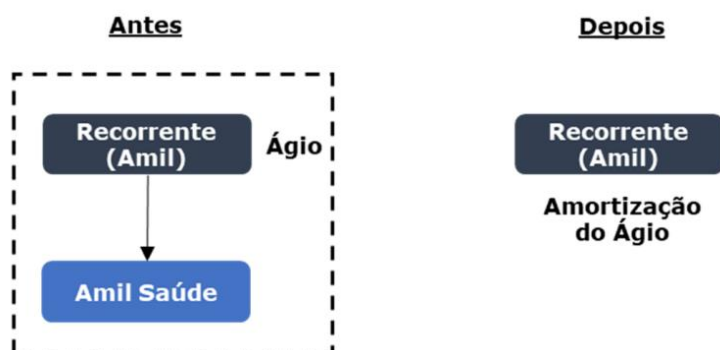 Antes
Recorrente
(Amil)
Ágio
Amil Saúde
Depois
Recorrente
(Amil)
Amortização
do Ágio